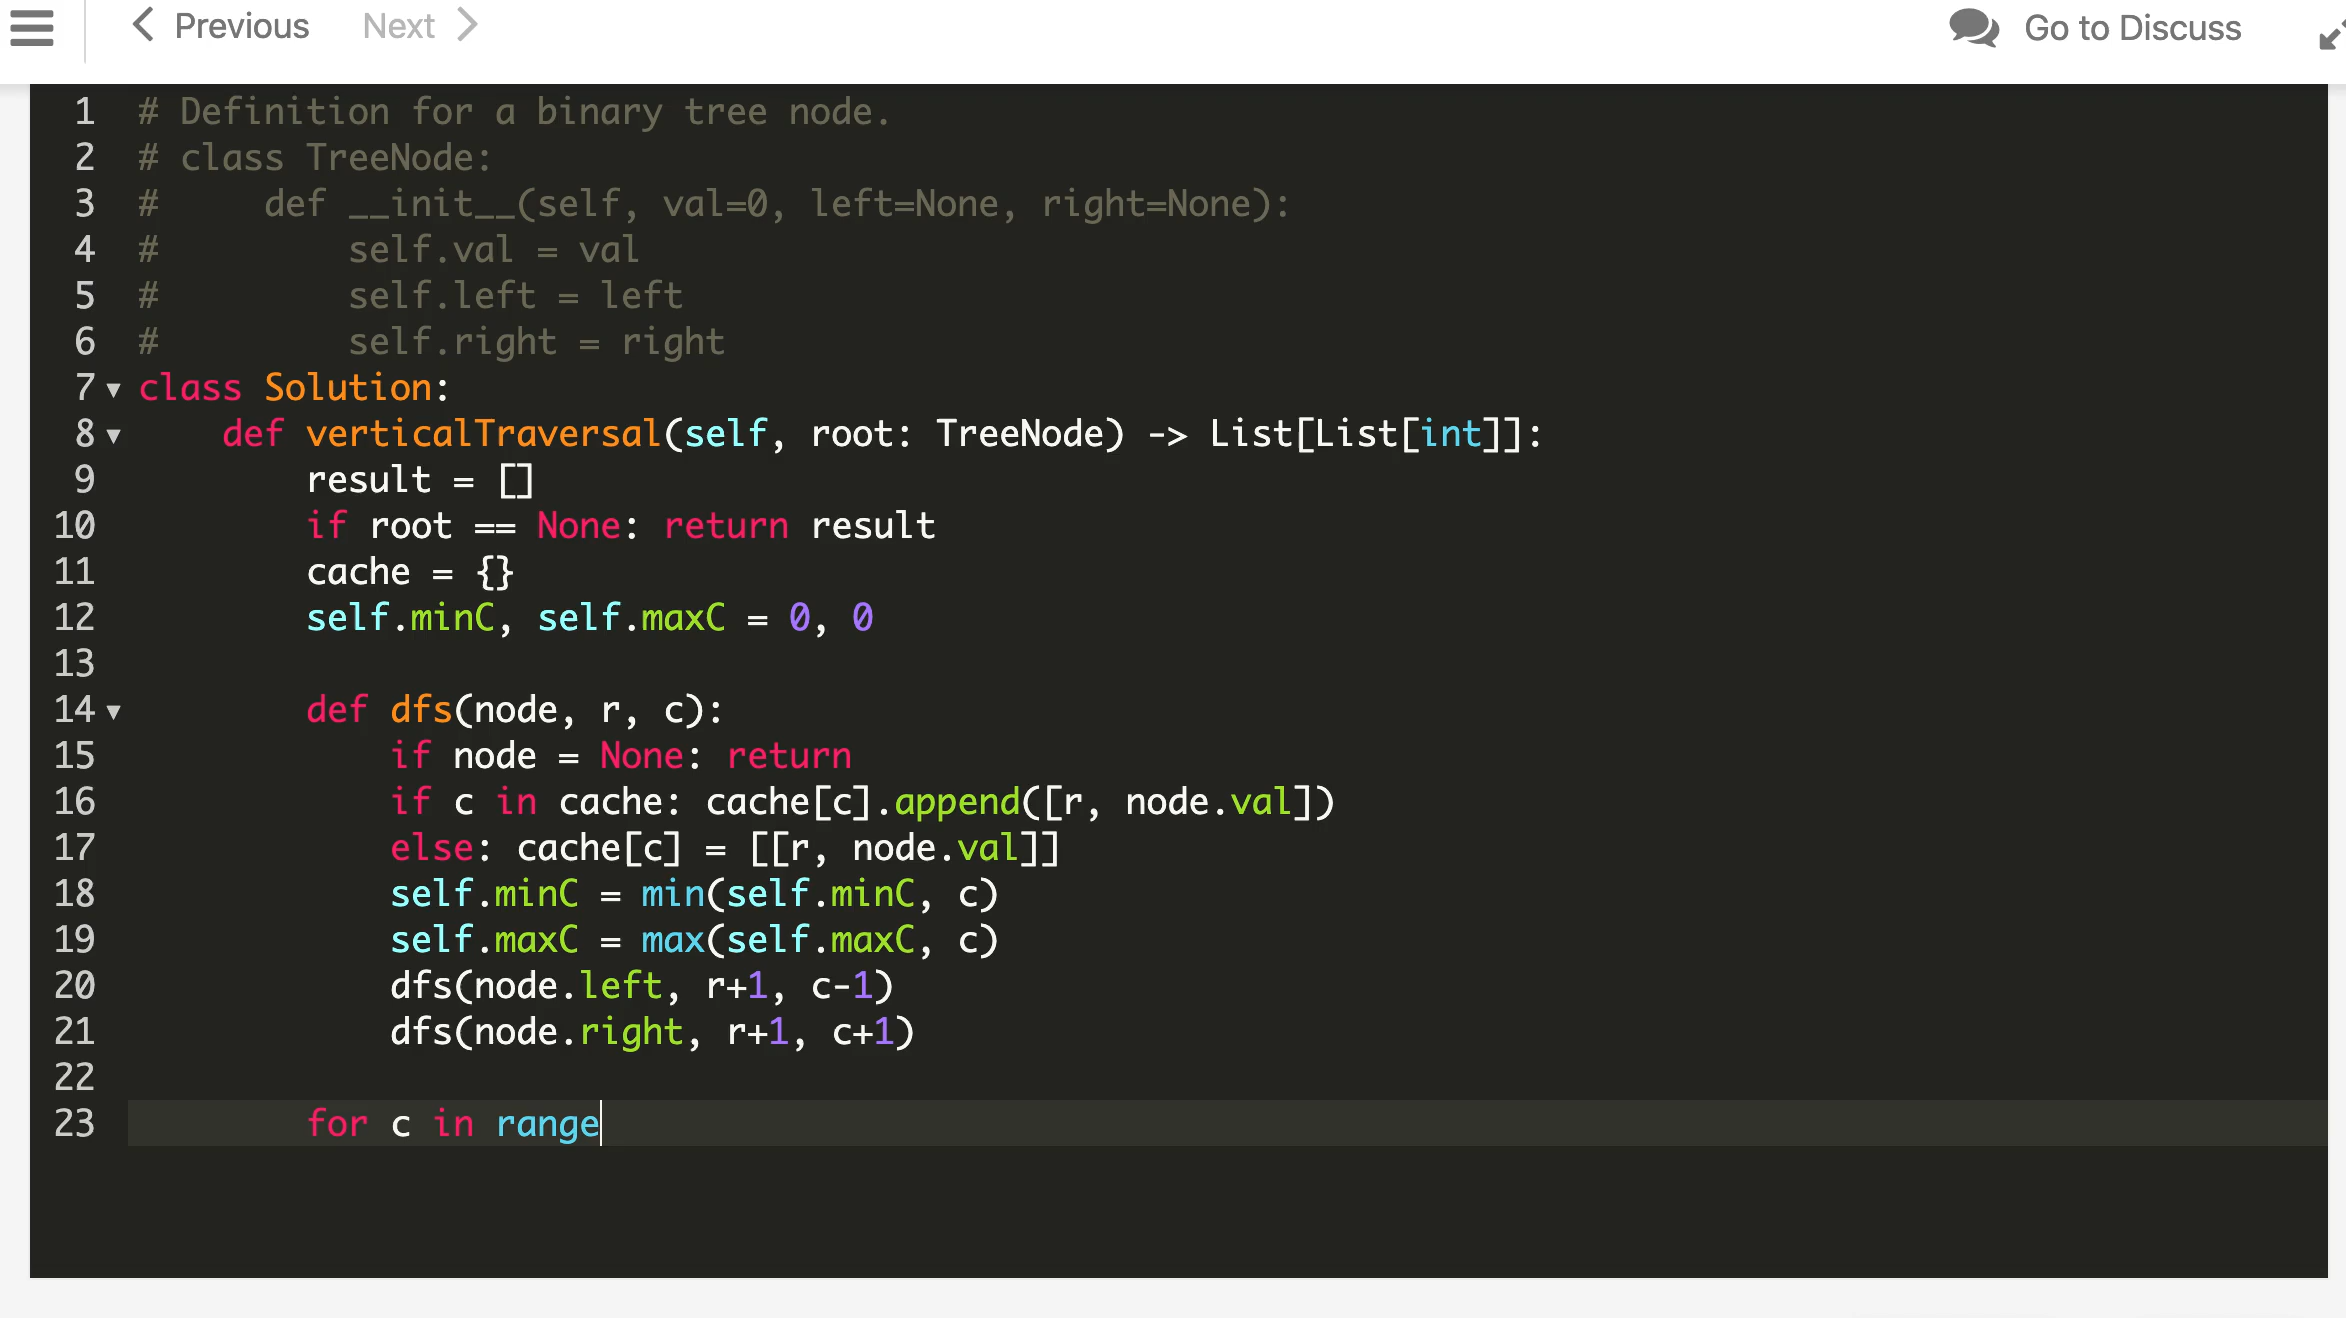 Previous Next Go to Discuss
1 # Definition for a binary tree node.
2 # class TreeNode:
3 #     def __init__(self, val=0, left=None, right=None):
4 #         self.val = val
5 #         self.left = left
6 #         self.right = right
7 class Solution:
8     def verticalTraversal(self, root: TreeNode) -> List[List[int]]:
9         result = []
10         if root == None: return result
11         cache = {}
12         self.minC, self.maxC = 0, 0
13
14         def dfs(node, r, c):
15             if node = None: return
16             if c in cache: cache[c].append([r, node.val])
17             else: cache[c] = [[r, node.val]]
18             self.minC = min(self.minC, c)
19             self.maxC = max(self.maxC, c)
20             dfs(node.left, r+1, c-1)
21             dfs(node.right, r+1, c+1)
22
23         for c in range